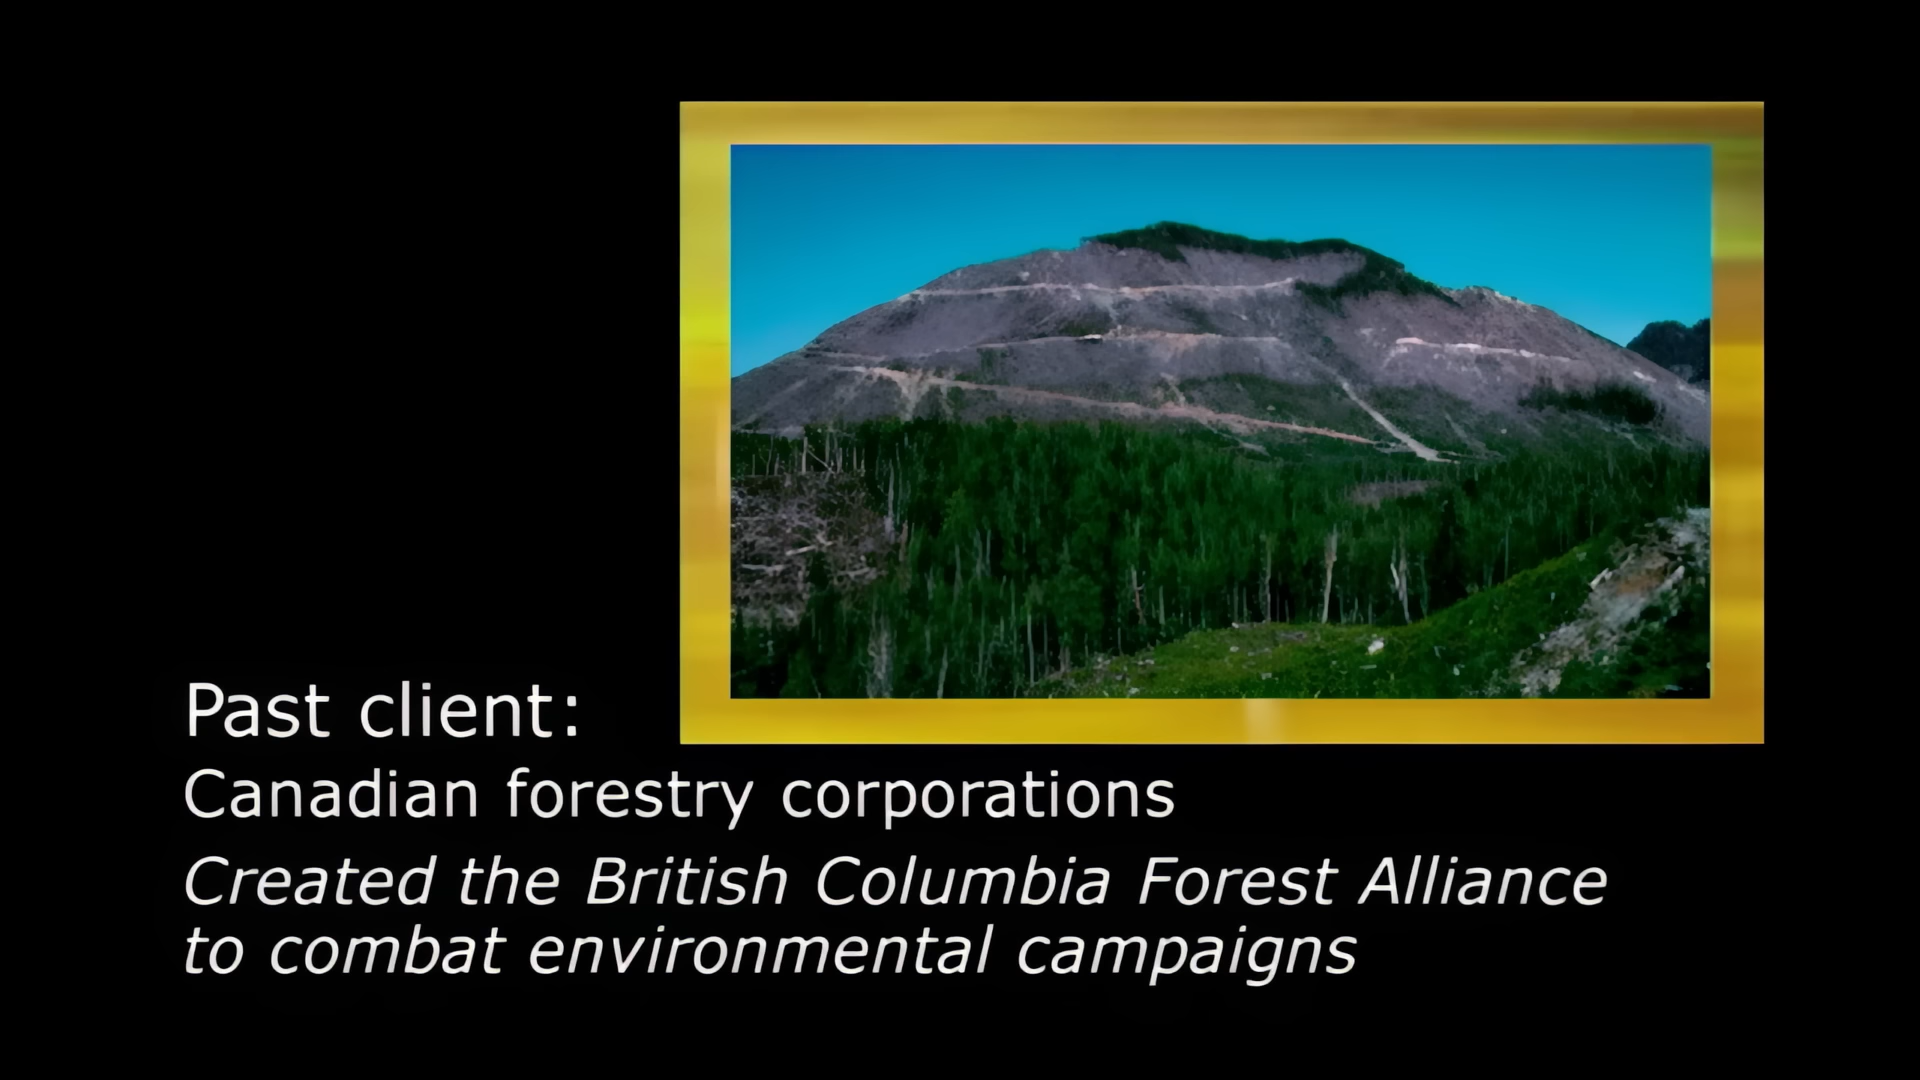 Past client:
Canadian forestry corporations
Created the British Columbia Forest Alliance
to combat environmental campaigns